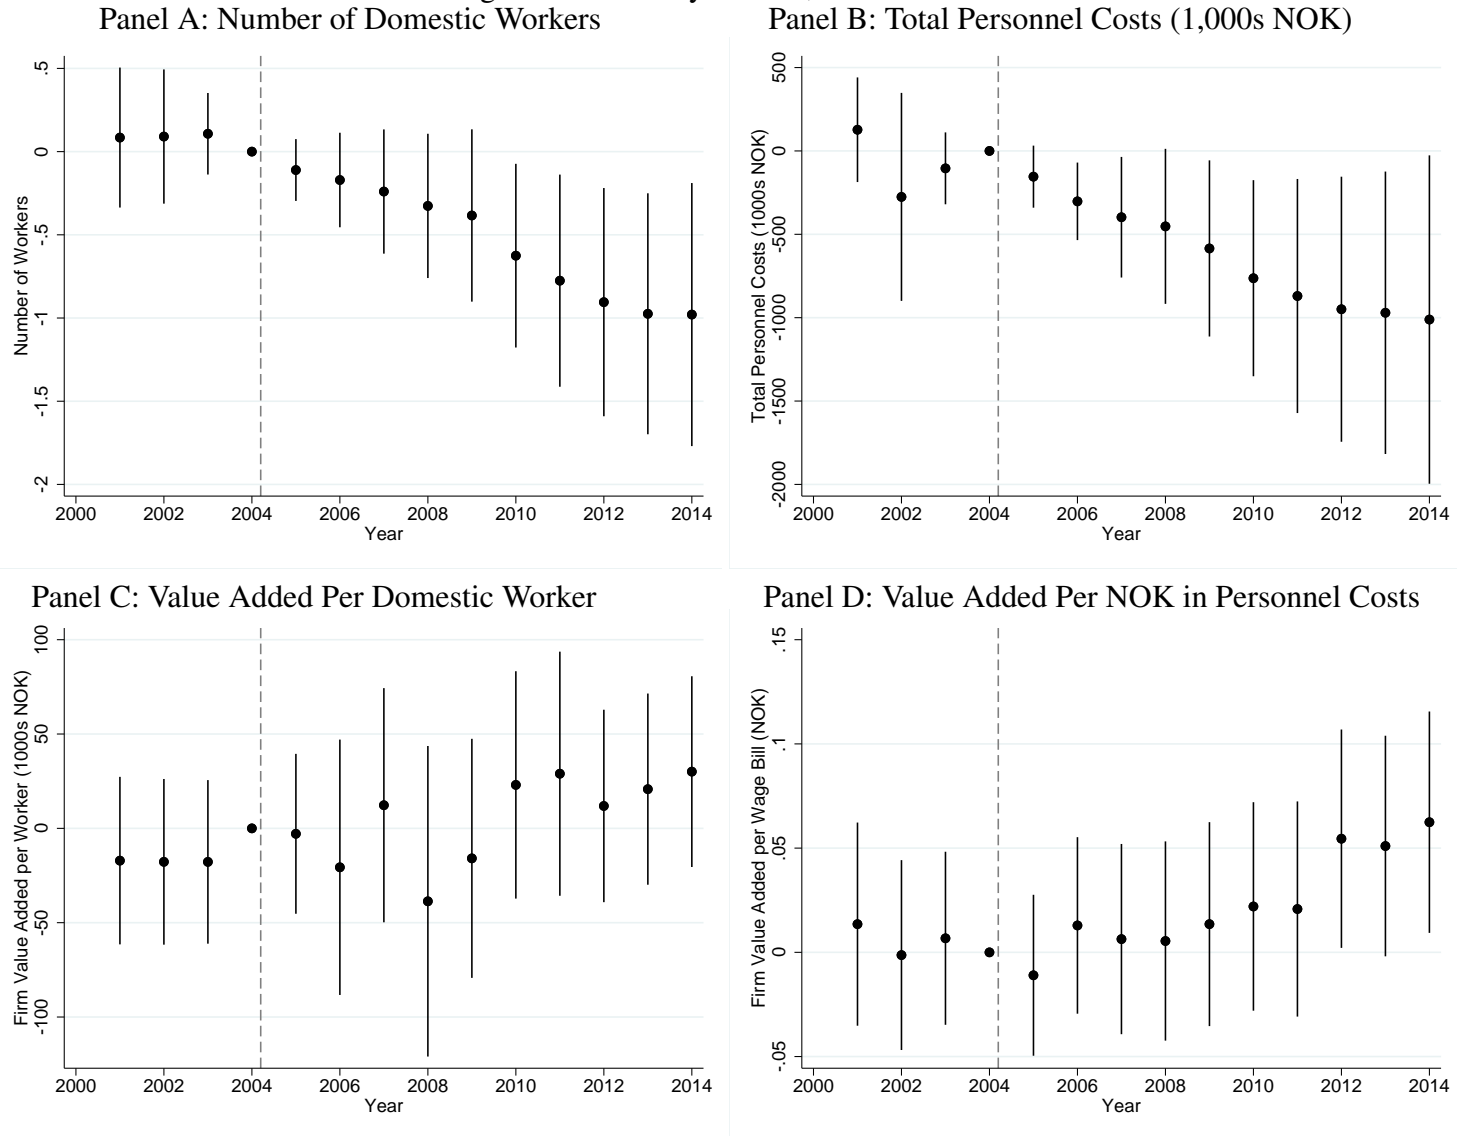 Panel A: Number of Domestic Workers
.5
0
-.5
-1
-1.5
-2
Number of Workers
2000 2002 2004 2006 2008 2010 2012 2014
Year
Panel B: Total Personnel Costs (1,000s NOK)
500
0
-500
-1000
-1500
-2000
Total Personnel Costs (1000s NOK)
2000 2002 2004 2006 2008 2010 2012 2014
Year
Panel C: Value Added Per Domestic Worker
100
50
0
-50
-100
Firm Value Added per Worker (1000s NOK)
2000 2002 2004 2006 2008 2010 2012 2014
Year
Panel D: Value Added Per NOK in Personnel Costs
.15
.1
.05
0
-.05
Firm Value Added per Wage Bill (NOK)
2000 2002 2004 2006 2008 2010 2012 2014
Year